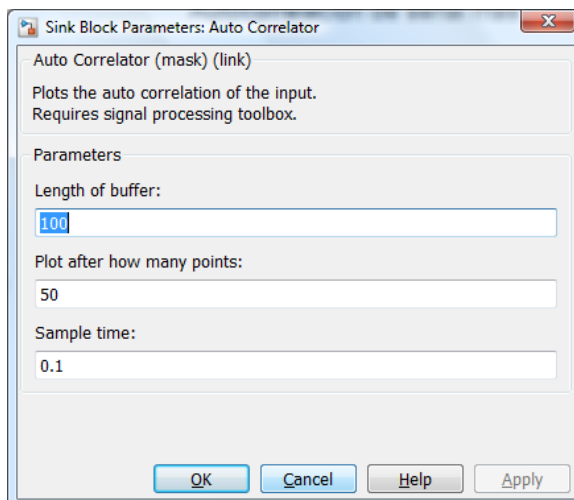 Sink Block Parameters: Auto Correlator
Auto Correlator (mask) (link)
Plots the auto correlation of the input.
Requires signal processing toolbox.
Parameters
Length of buffer:
100
Plot after how many points:
50
Sample time:
0.1
OK Cancel Help Apply